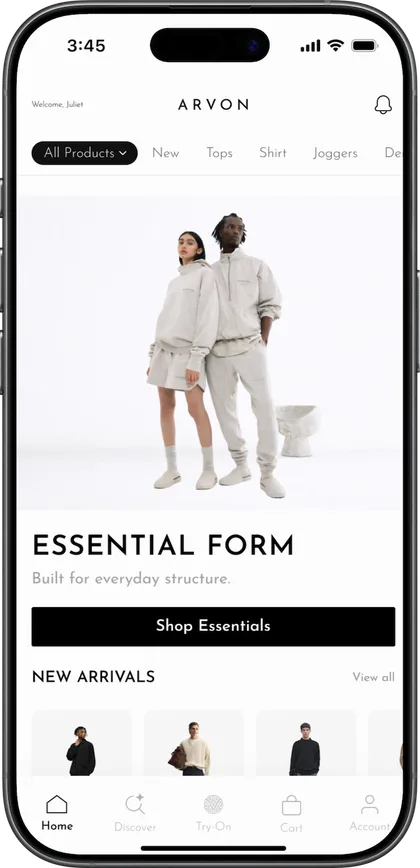 3:45
Welcome, Juliet
ARVON
All Products New Tops Shirt Joggers De
ESSENTIAL FORM
Built for everyday structure.
Shop Essentials
NEW ARRIVALS View all
Home Discover Try-On Cart Account